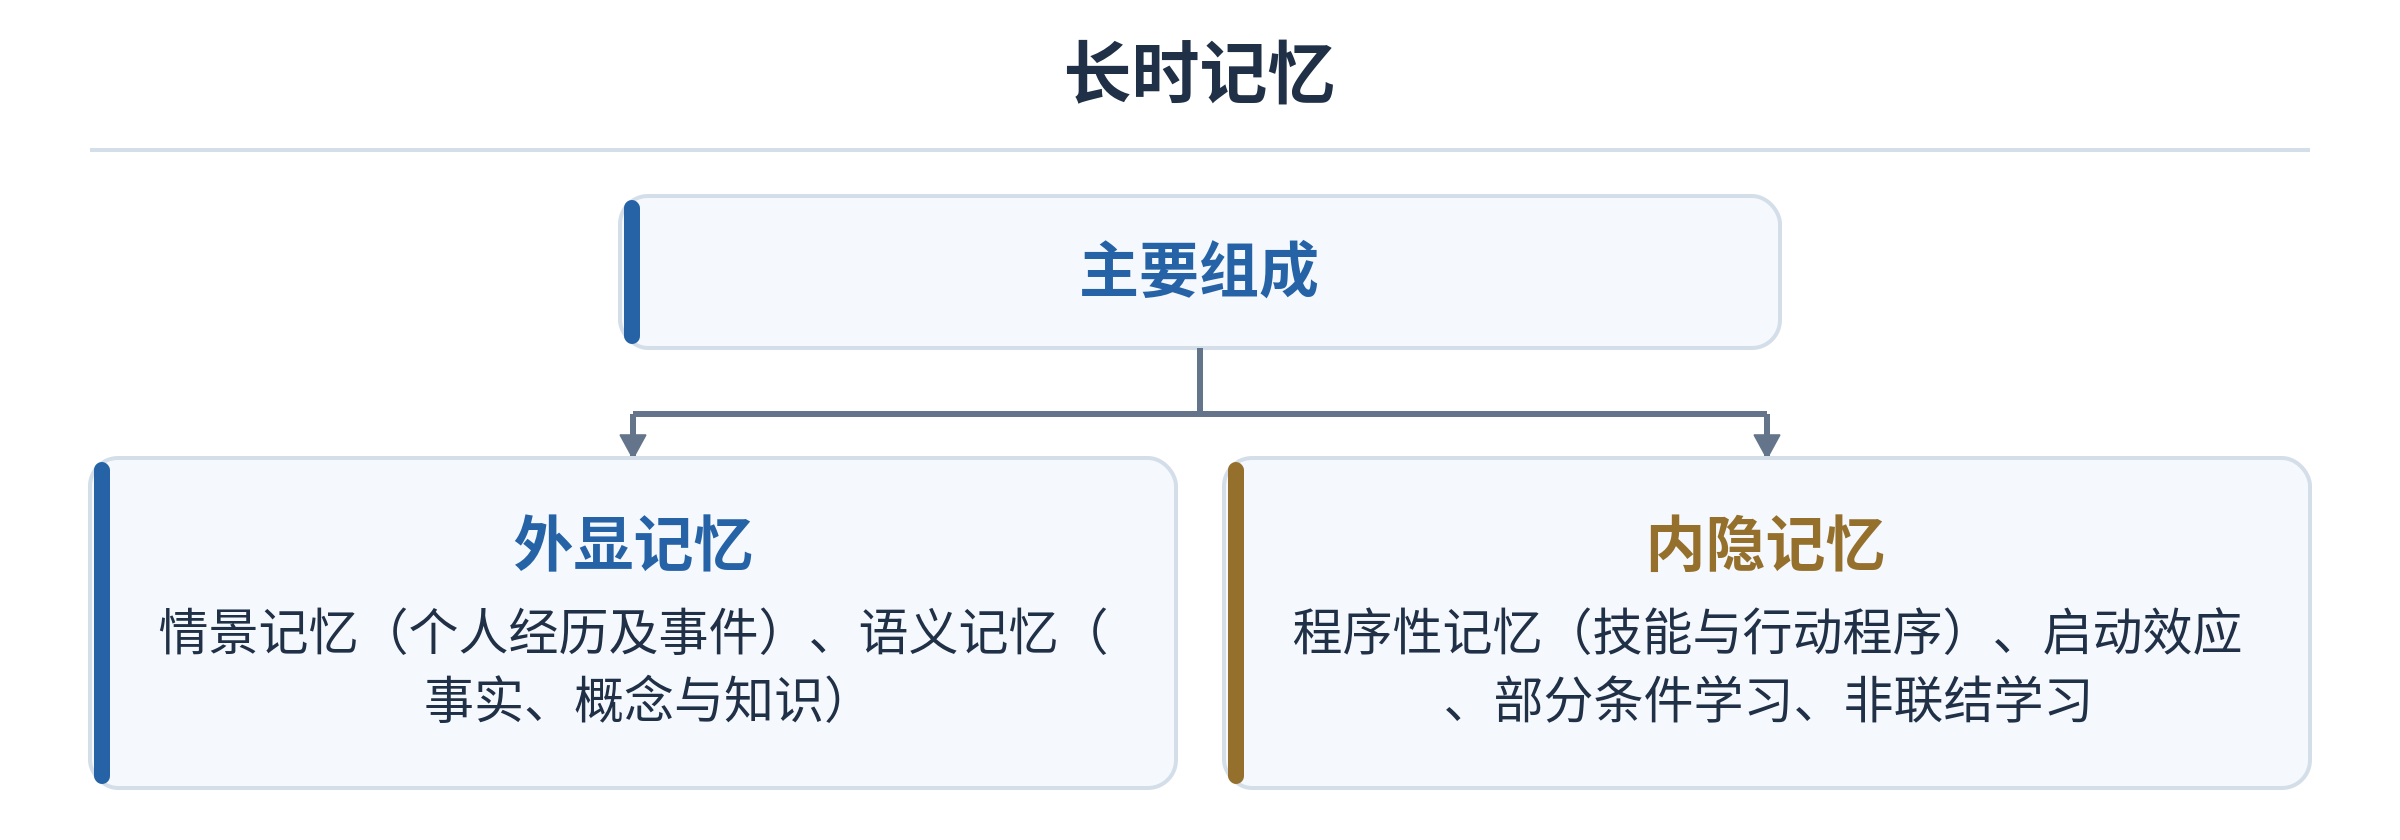 长时记忆
主要组成
外显记忆
情景记忆（个人经历及事件）、语义记忆（
事实、概念与知识）
内隐记忆
程序性记忆（技能与行动程序）、启动效应
、部分条件学习、非联结学习